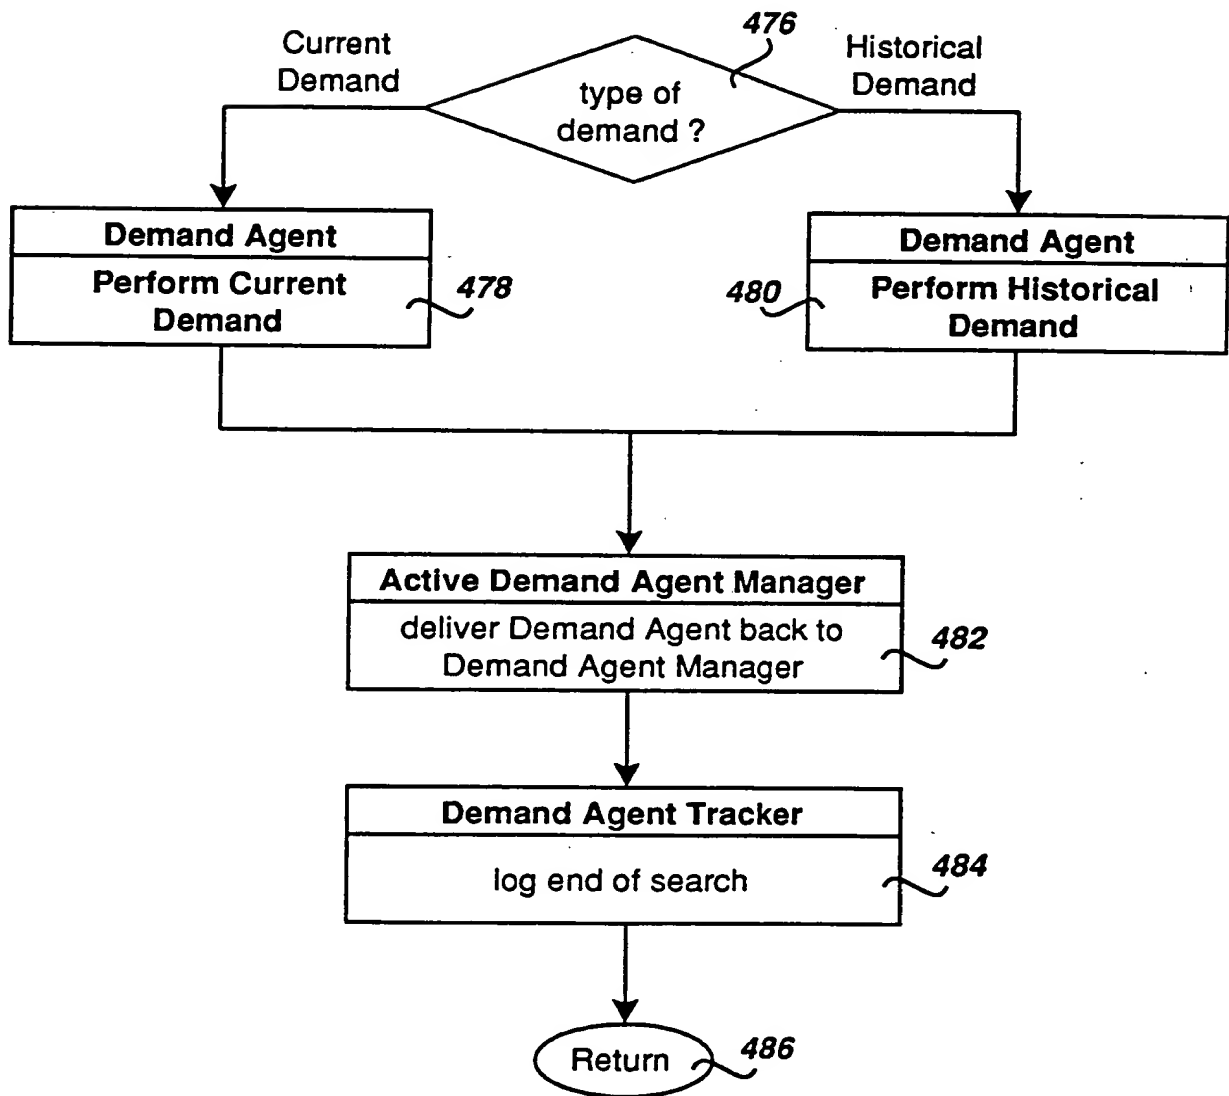 476
Current
Demand
Historical
Demand
type of
demand ?
Demand Agent
Perform Current
Demand
478
Demand Agent
Perform Historical
Demand
480
Active Demand Agent Manager
deliver Demand Agent back to
Demand Agent Manager
482
Demand Agent Tracker
log end of search
484
Return
486